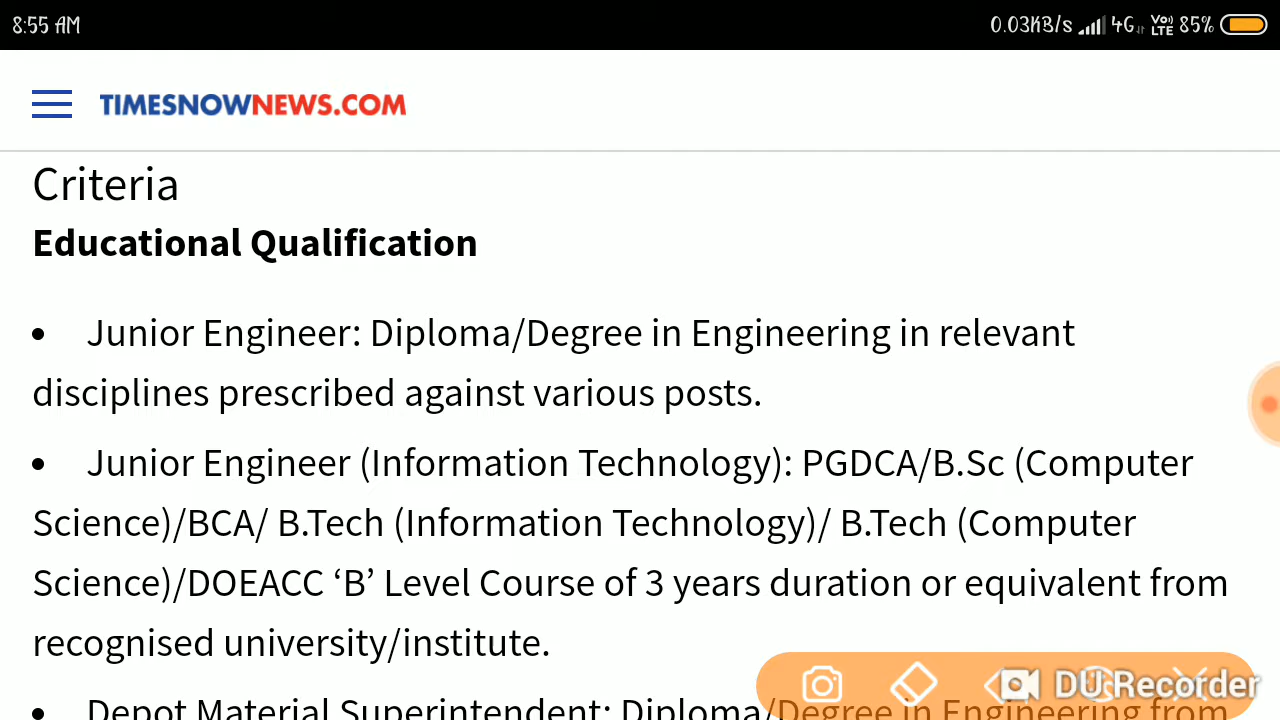 8:55 AM 0.03KB/s 4G Vo) LTE 85%
TIMESNOWNEWS.COM
Criteria
Educational Qualification
• Junior Engineer: Diploma/Degree in Engineering in relevant
disciplines prescribed against various posts.
• Junior Engineer (Information Technology): PGDCA/B.Sc (Computer
Science)/BCA/ B.Tech (Information Technology)/ B.Tech (Computer
Science)/DOEACC ‘B’ Level Course of 3 years duration or equivalent from
recognised university/institute.
• Depot Material Superintendent: Diploma/Degree in Engineering from
DU Recorder